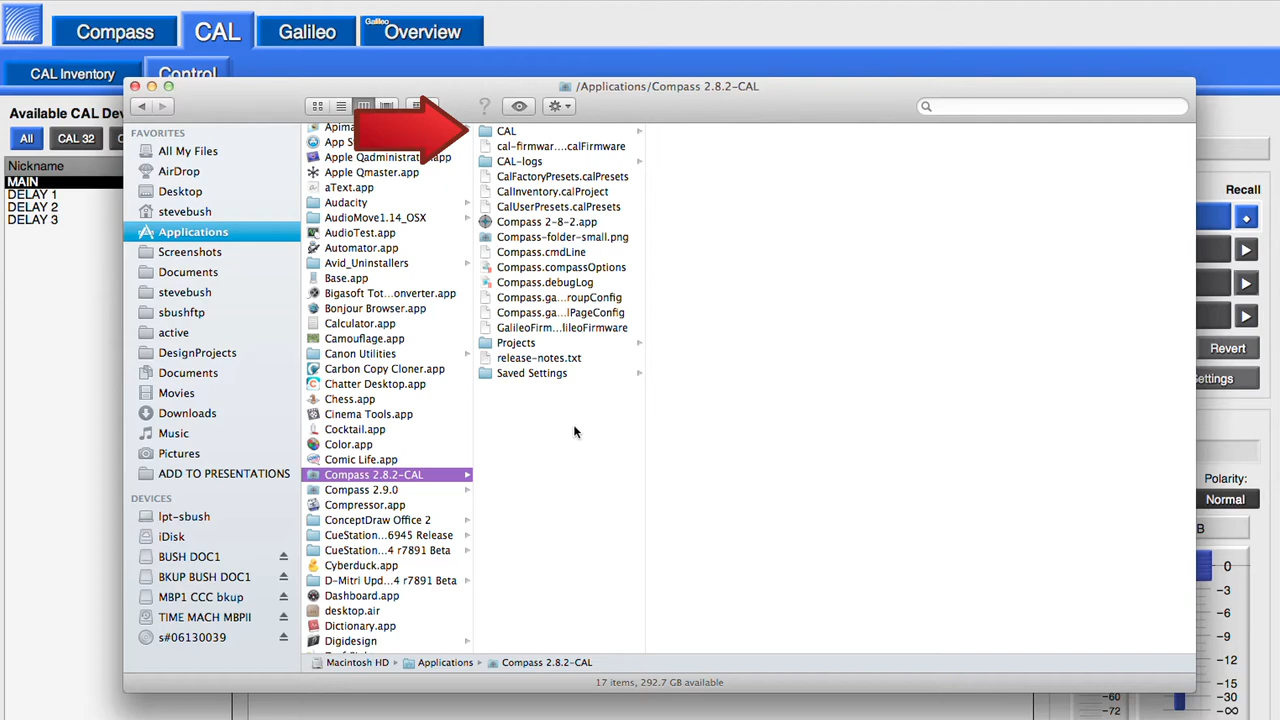 Compass
CAL
Galileo
Galileo
Overview
CAL Inventory
Control
/Applications/Compass 2.8.2-CAL
Available CAL Dev
All
CAL 32
Nickname
MAIN
DELAY 1
DELAY 2
DELAY 3
FAVORITES
All My Files
AirDrop
Desktop
stevebush
Applications
Screenshots
Documents
stevebush
sbushftp
active
DesignProjects
Documents
Movies
Downloads
Music
Pictures
ADD TO PRESENTATIONS
DEVICES
lpt-sbush
iDisk
BUSH DOC1
BKUP BUSH DOC1
MBP1 CCC bkup
TIME MACH MBPII
s#06130039
Apple Qadministrat...app
Apple Qmaster.app
aText.app
Audacity
AudioMove1.14_OSX
AudioTest.app
Automator.app
Avid_Uninstallers
Base.app
Bigasoft Tot...onverter.app
Bonjour Browser.app
Calculator.app
Camouflage.app
Canon Utilities
Carbon Copy Cloner.app
Chatter Desktop.app
Chess.app
Cinema Tools.app
Cocktail.app
Color.app
Comic Life.app
Compass 2.8.2-CAL
Compass 2.9.0
Compressor.app
ConceptDraw Office 2
CueStation...6945 Release
CueStation...4 r7891 Beta
Cyberduck.app
D-Mitri Upd...4 r7891 Beta
Dashboard.app
desktop.air
Dictionary.app
Digidesign
CAL
cal-firmwar....calFirmware
CAL-logs
CalFactoryPresets.calPresets
CalInventory.calProject
CalUserPresets.calPresets
Compass 2-8-2.app
Compass-folder-small.png
Compass.cmdLine
Compass.compassOptions
Compass.debugLog
Compass.ga...roupConfig
Compass.ga...lPageConfig
GalileoFirm...lileoFirmware
Projects
release-notes.txt
Saved Settings
Macintosh HD
Applications
Compass 2.8.2-CAL
17 items, 292.7 GB available
Recall
Revert
ettings
Polarity:
Normal
B
0
-3
-6
-9
-12
-15
-30
-∞
-60
-72